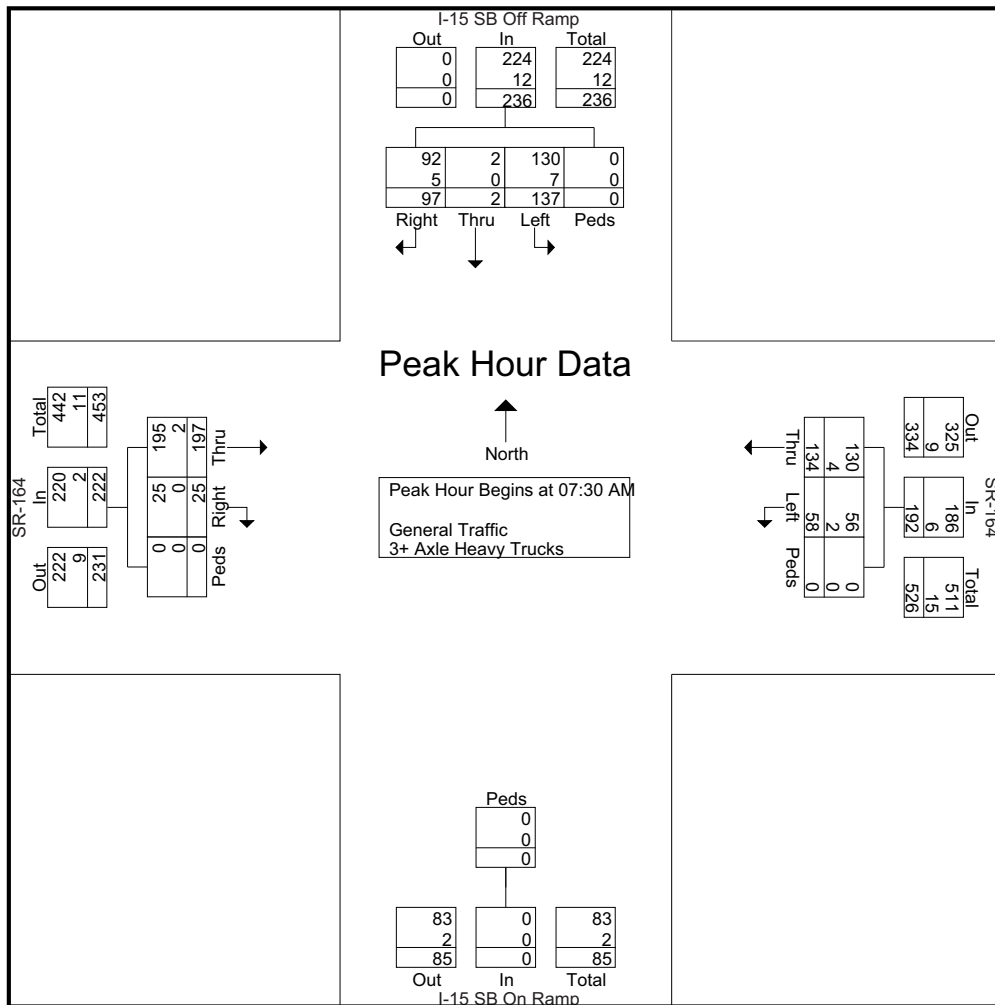 I-15 SB Off Ramp
Out In Total
0 224 224
0 12 12
0 236 236
92 2 130 0
5 0 7 0
97 2 137 0
Right Thru Left Peds
Peak Hour Data
North
Peak Hour Begins at 07:30 AM
General Traffic
3+ Axle Heavy Trucks
SR-164
Out In Total
222 220 442
9 2 11
231 222 453
0 25 195
0 0 2
0 25 197
Peds Right Thru
SR-164
Out In Total
325 186 511
9 6 15
334 192 526
130 56 0
4 2 0
134 58 0
Thru Left Peds
Peds
0
0
0
83 0 83
2 0 2
85 0 85
Out In Total
I-15 SB On Ramp